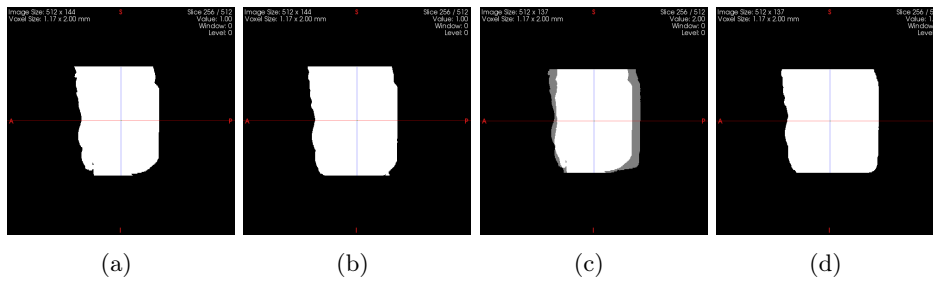 Image Size: 512 x 144
Voxel Size: 1.17 x 2.00 mm
S
Slice 256 / 512
Value: 1.00
Window: 0
Level: 0
A
P
I
Image Size: 512 x 144
Voxel Size: 1.17 x 2.00 mm
S
Slice 256 / 512
Value: 1.00
Window: 0
Level: 0
A
P
I
Image Size: 512 x 137
Voxel Size: 1.17 x 2.00 mm
S
Slice 256 / 512
Value: 2.00
Window: 0
Level: 0
A
P
I
Image Size: 512 x 137
Voxel Size: 1.17 x 2.00 mm
S
Slice 256 / 5
Value: 1.
Window:
Level:
A
I
(a)
(b)
(c)
(d)